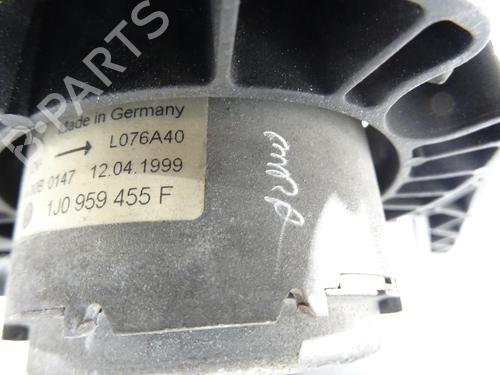 B-PARTS
Made in Germany
L076A40
0147 12.04.1999
1J0 959 455 F